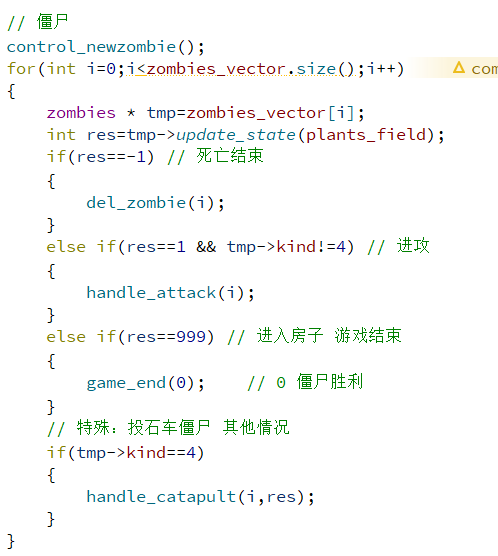 // 僵尸
control_newzombie();
for(int i=0;i<zombies_vector.size();i++) ⚠ com
{
    zombies * tmp=zombies_vector[i];
    int res=tmp->update_state(plants_field);
    if(res==-1) // 死亡结束
    {
        del_zombie(i);
    }
    else if(res==1 && tmp->kind!=4) // 进攻
    {
        handle_attack(i);
    }
    else if(res==999) // 进入房子 游戏结束
    {
        game_end(0);    // 0 僵尸胜利
    }
    // 特殊: 投石车僵尸 其他情况
    if(tmp->kind==4)
    {
        handle_catapult(i,res);
    }
}